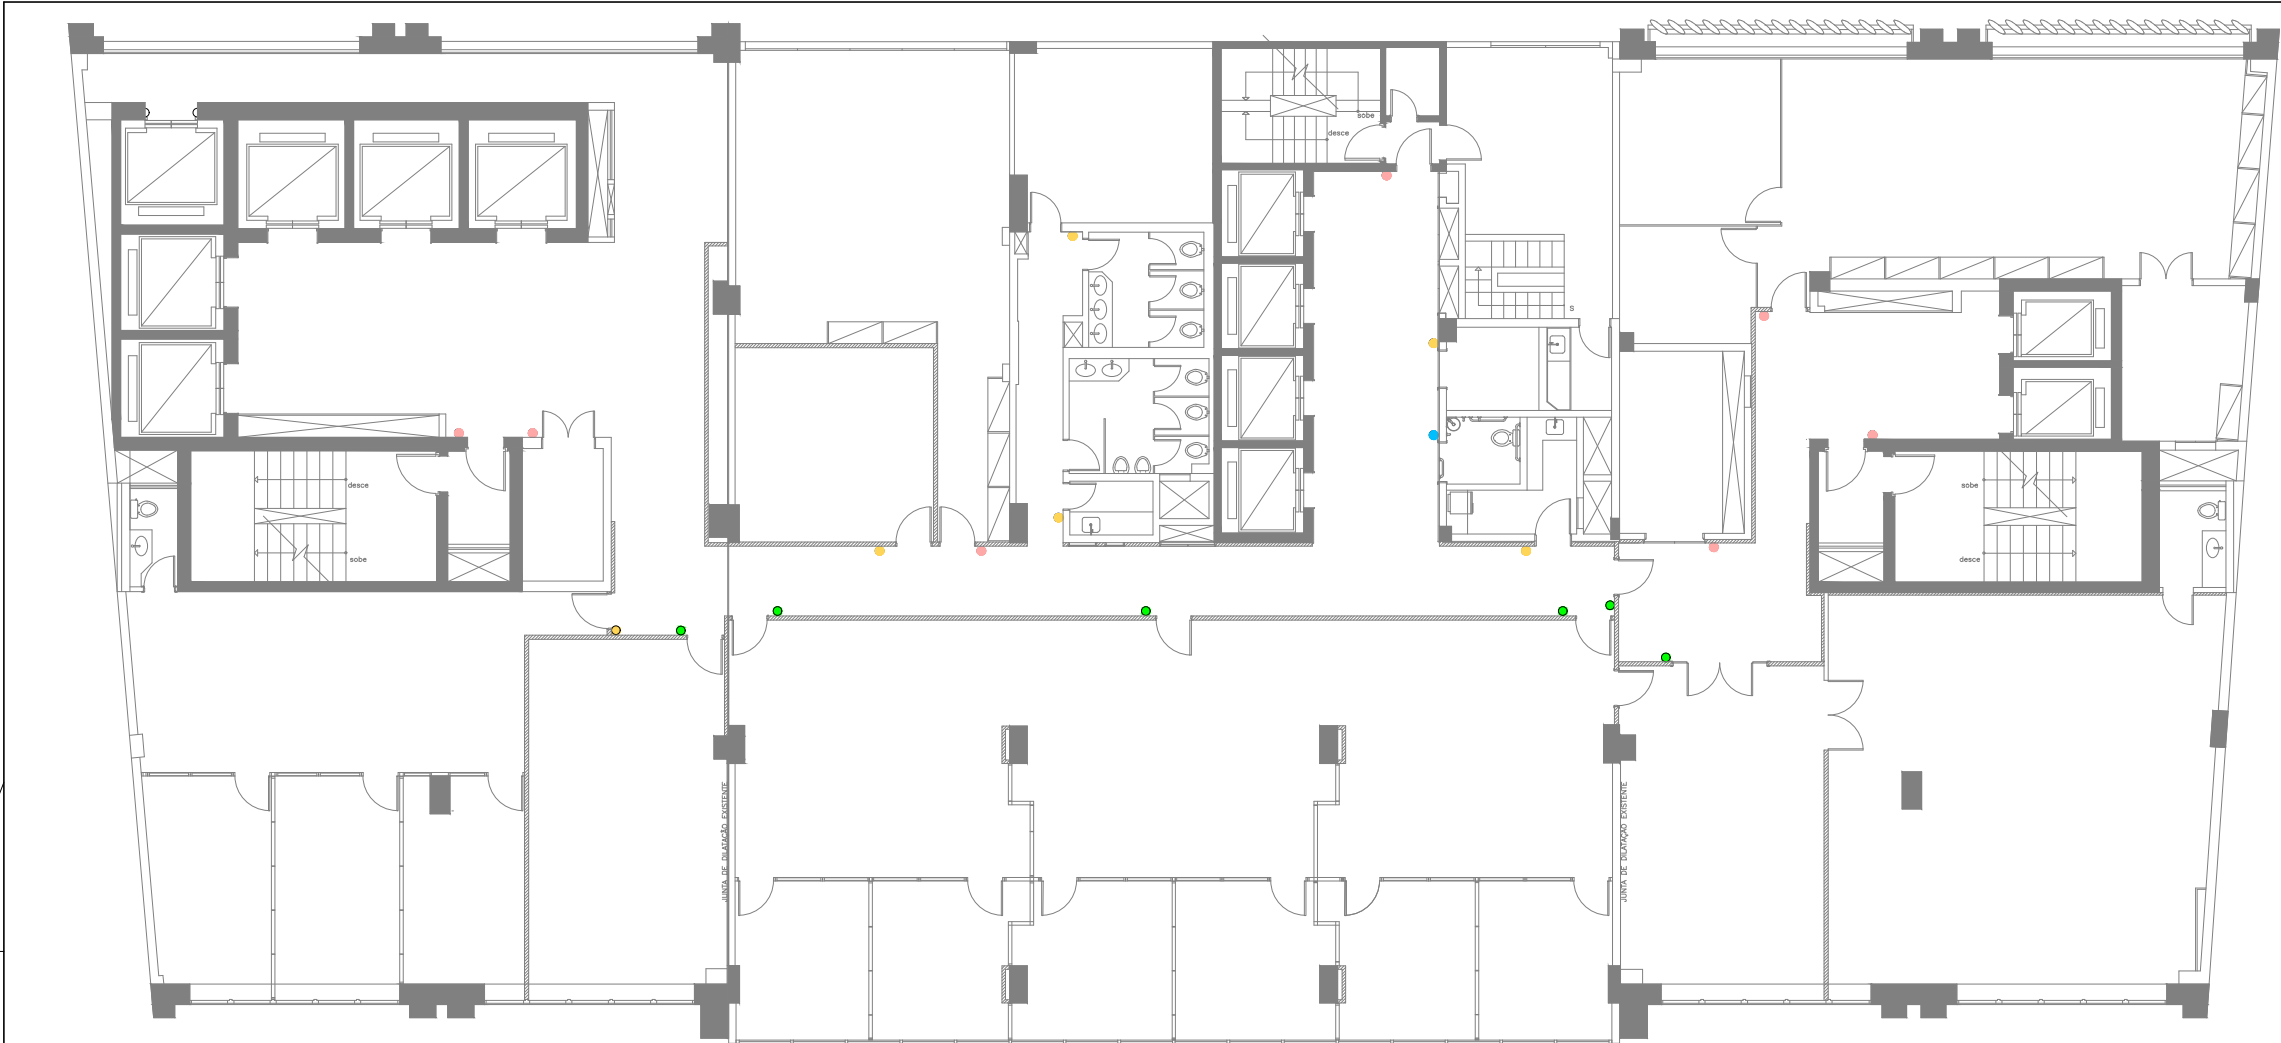 sobe
desce
S
desce
sobe
sobe
desce
JUNTA DE DILATAÇÃO EXISTENTE
JUNTA DE DILATAÇÃO EXISTENTE